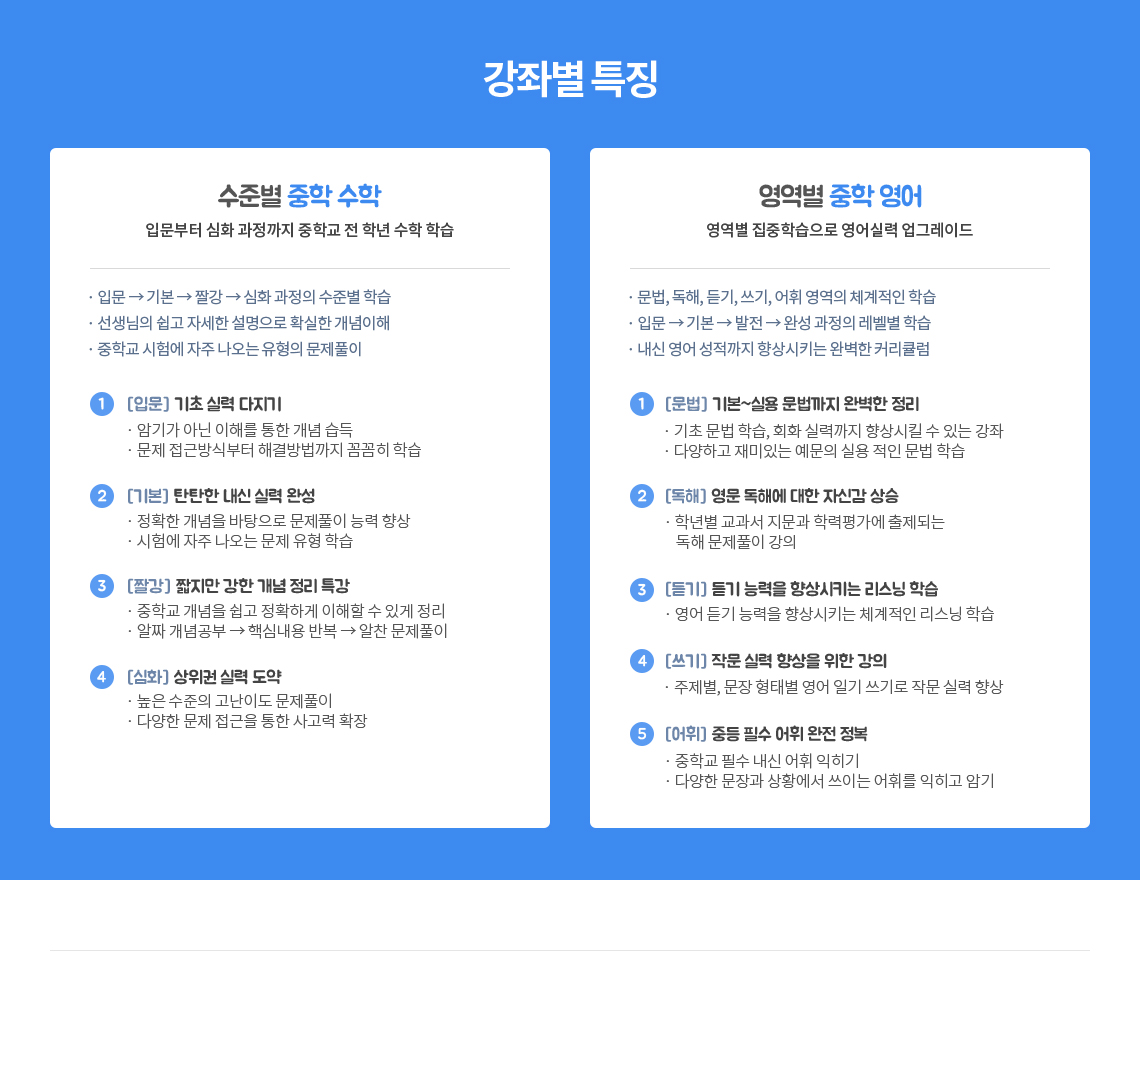 강좌별 특징
수준별 중학 수학
입문부터 심화 과정까지 중학교 전 학년 수학 학습
· 입문 → 기본 → 짤강 → 심화 과정의 수준별 학습
· 선생님의 쉽고 자세한 설명으로 확실한 개념이해
· 중학교 시험에 자주 나오는 유형의 문제풀이
1 [입문] 기초 실력 다지기
· 암기가 아닌 이해를 통한 개념 습득
· 문제 접근방식부터 해결방법까지 꼼꼼히 학습
2 [기본] 탄탄한 내신 실력 완성
· 정확한 개념을 바탕으로 문제풀이 능력 향상
· 시험에 자주 나오는 문제 유형 학습
3 [짤강] 짧지만 강한 개념 정리 특강
· 중학교 개념을 쉽고 정확하게 이해할 수 있게 정리
· 알짜 개념공부 → 핵심내용 반복 → 알찬 문제풀이
4 [심화] 상위권 실력 도약
· 높은 수준의 고난이도 문제풀이
· 다양한 문제 접근을 통한 사고력 확장
영역별 중학 영어
영역별 집중학습으로 영어실력 업그레이드
· 문법, 독해, 듣기, 쓰기, 어휘 영역의 체계적인 학습
· 입문 → 기본 → 발전 → 완성 과정의 레벨별 학습
· 내신 영어 성적까지 향상시키는 완벽한 커리큘럼
1 [문법] 기본~실용 문법까지 완벽한 정리
· 기초 문법 학습, 회화 실력까지 향상시킬 수 있는 강좌
· 다양하고 재미있는 예문의 실용 적인 문법 학습
2 [독해] 영문 독해에 대한 자신감 상승
· 학년별 교과서 지문과 학력평가에 출제되는
독해 문제풀이 강의
3 [듣기] 듣기 능력을 향상시키는 리스닝 학습
· 영어 듣기 능력을 향상시키는 체계적인 리스닝 학습
4 [쓰기] 작문 실력 향상을 위한 강의
· 주제별, 문장 형태별 영어 일기 쓰기로 작문 실력 향상
5 [어휘] 중등 필수 어휘 완전 정복
· 중학교 필수 내신 어휘 익히기
· 다양한 문장과 상황에서 쓰이는 어휘를 익히고 암기